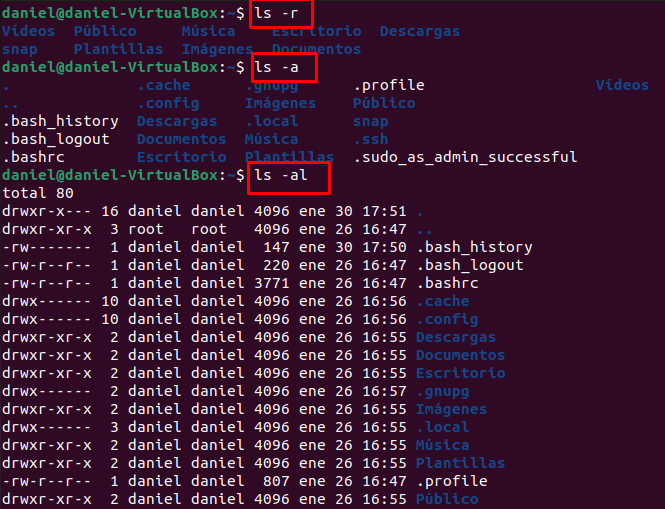 daniel@daniel-VirtualBox:~$ ls -r
Vídeos Público Música Escritorio Descargas
snap Plantillas Imágenes Documentos
daniel@daniel-VirtualBox:~$ ls -a
. .cache .gnupg .profile Vídeos
.. .config Imágenes Público
.bash_history Descargas .local snap
.bash_logout Documentos Música .ssh
.bashrc Escritorio Plantillas .sudo_as_admin_successful
daniel@daniel-VirtualBox:~$ ls -al
total 80
drwxr-x--- 16 daniel daniel 4096 ene 30 17:51 .
drwxr-xr-x 3 root root 4096 ene 26 16:47 ..
-rw------- 1 daniel daniel 147 ene 30 17:50 .bash_history
-rw-r--r-- 1 daniel daniel 220 ene 26 16:47 .bash_logout
-rw-r--r-- 1 daniel daniel 3771 ene 26 16:47 .bashrc
drwx------ 10 daniel daniel 4096 ene 26 16:56 .cache
drwx------ 10 daniel daniel 4096 ene 26 16:56 .config
drwxr-xr-x 2 daniel daniel 4096 ene 26 16:55 Descargas
drwxr-xr-x 2 daniel daniel 4096 ene 26 16:55 Documentos
drwxr-xr-x 2 daniel daniel 4096 ene 26 16:55 Escritorio
drwx------ 2 daniel daniel 4096 ene 26 16:57 .gnupg
drwxr-xr-x 2 daniel daniel 4096 ene 26 16:55 Imágenes
drwx------ 3 daniel daniel 4096 ene 26 16:55 .local
drwxr-xr-x 2 daniel daniel 4096 ene 26 16:55 Música
drwxr-xr-x 2 daniel daniel 4096 ene 26 16:55 Plantillas
-rw-r--r-- 1 daniel daniel 807 ene 26 16:47 .profile
drwxr-xr-x 2 daniel daniel 4096 ene 26 16:55 Público